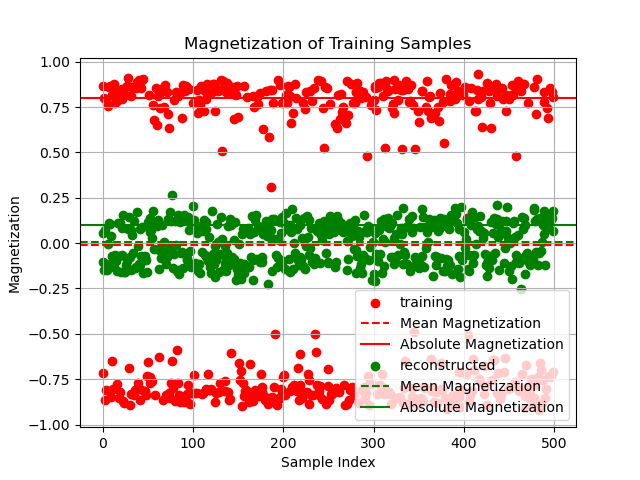 Magnetization of Training Samples
1.00
0.75
0.50
0.25
0.00
−0.25
−0.50
−0.75
−1.00
Magnetization
training
Mean Magnetization
Absolute Magnetization
reconstructed
Mean Magnetization
Absolute Magnetization
0 100 200 300 400 500
Sample Index